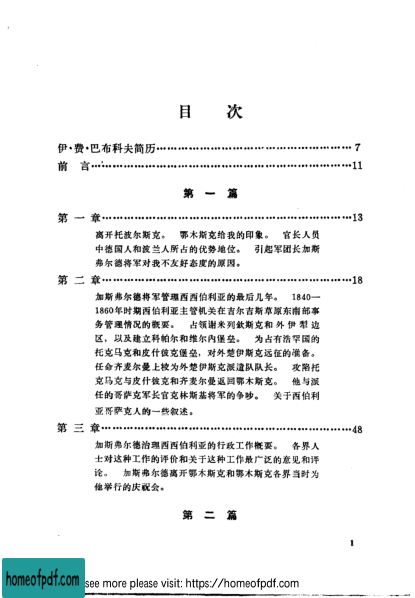 目 次
伊·费·巴布科夫简历……………………………………………7
前 言……………………………………………………………11
第 一 篇
第 一 章…………………………………………………………13
离开托波尔斯克。 鄂木斯克给我的印象。 官长人员
中德国人和波兰人所占的优势地位。 引起军团长加斯
弗尔德将军对我不友好态度的原因。
第 二 章…………………………………………………………18
加斯弗尔德将军管理西西伯利亚的最后几年。 1840—
1860年时期西伯利亚主管机关在吉尔吉斯草原东南部事
务管理情况的概要。 占领谢米列歇斯克和外伊犁边
区，以及建立科帕尔和维尔内堡垒。 为占有浩罕国的
托克马克和皮什彼克堡垒，对外楚伊斯克远征的准备。
任命齐麦尔曼上校为外楚伊斯克派遣队队长。 攻陷托
克马克与皮什彼克和齐麦尔曼返回鄂木斯克。 他与派
任的哥萨克军长官克林斯基将军的争吵。 关于西伯利
亚哥萨克人的一些叙述。
第 三 章…………………………………………………………48
加斯弗尔德治理西西伯利亚的行政工作概要。 各界人
士对这种工作的评价和关于这种工作最广泛的意见和评
论。 加斯弗尔德离开鄂木斯克和鄂木斯克各界当时为
他举行的庆祝会。
第 二 篇
1
homeofpdf.com
see more please visit: https://homeofpdf.com